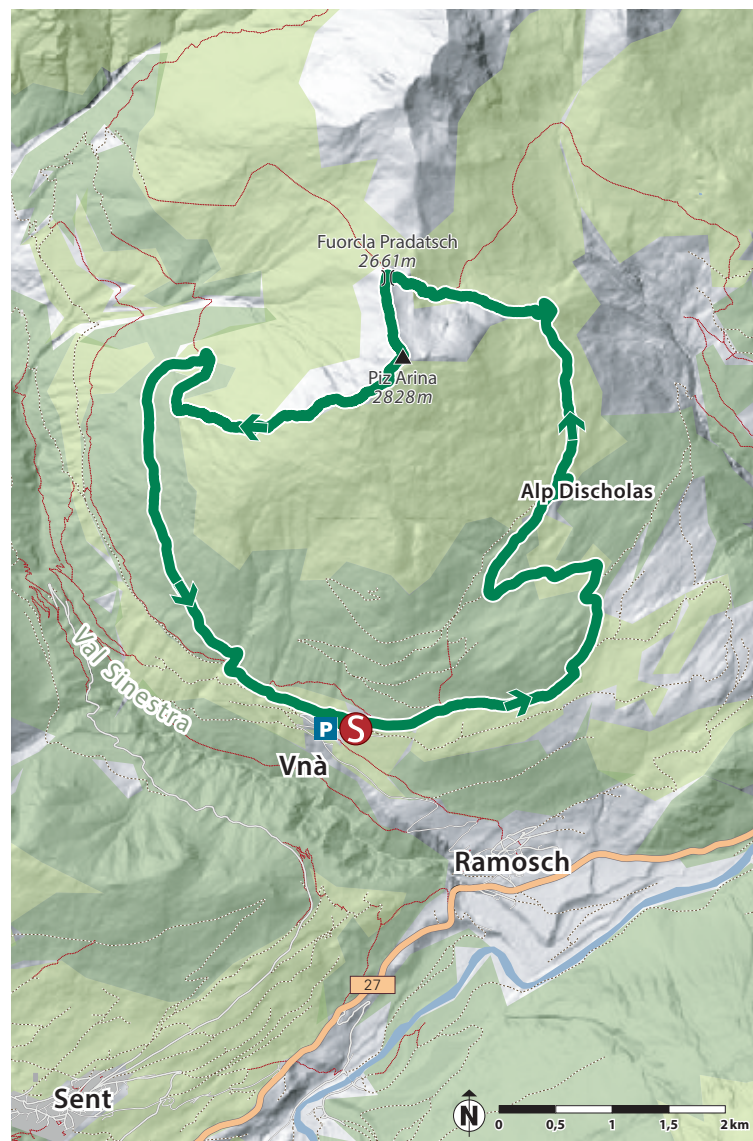 Fuorcla Pradatsch
2661m
Piz Arina
2828m
Alp Discholas
Val Sinestra
P
S
Vnà
Ramosch
27
Sent
N
0 0,5 1 1,5 2 km